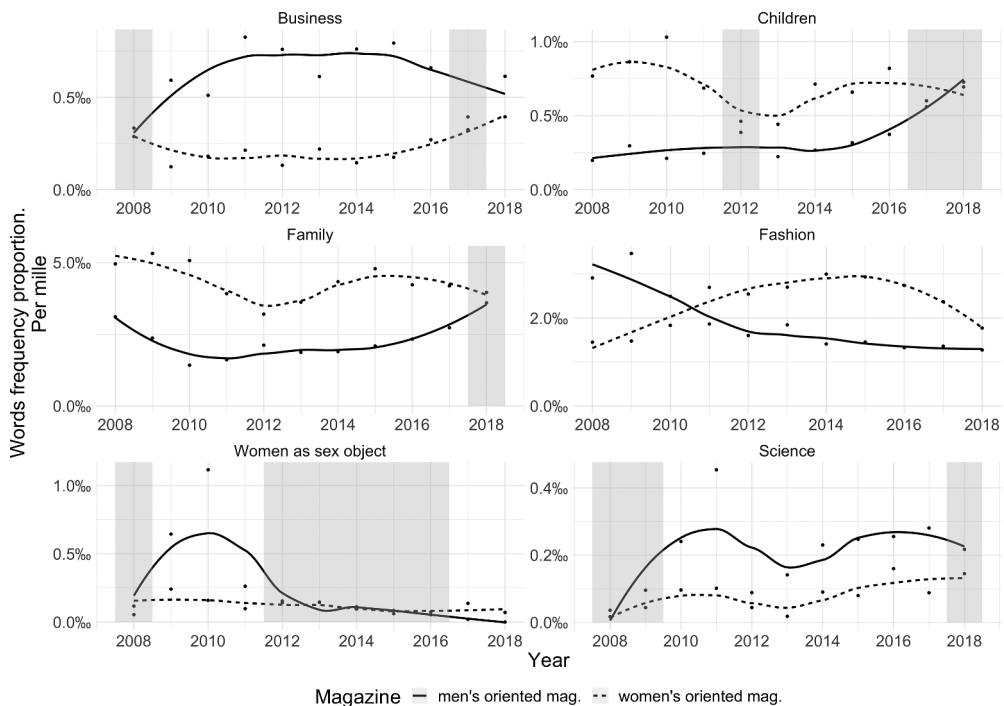 Business
Children
0.5‰
0.0‰
1.0‰
0.5‰
0.0‰
2008 2010 2012 2014 2016 2018
2008 2010 2012 2014 2016 2018
Family
Fashion
5.0‰
0.0‰
2.0‰
0.0‰
2008 2010 2012 2014 2016 2018
2008 2010 2012 2014 2016 2018
Women as sex object
Science
1.0‰
0.5‰
0.0‰
0.4‰
0.2‰
0.0‰
2008 2010 2012 2014 2016 2018
2008 2010 2012 2014 2016 2018
Words frequency proportion.
Per mille
Year
Magazine men's oriented mag. women's oriented mag.